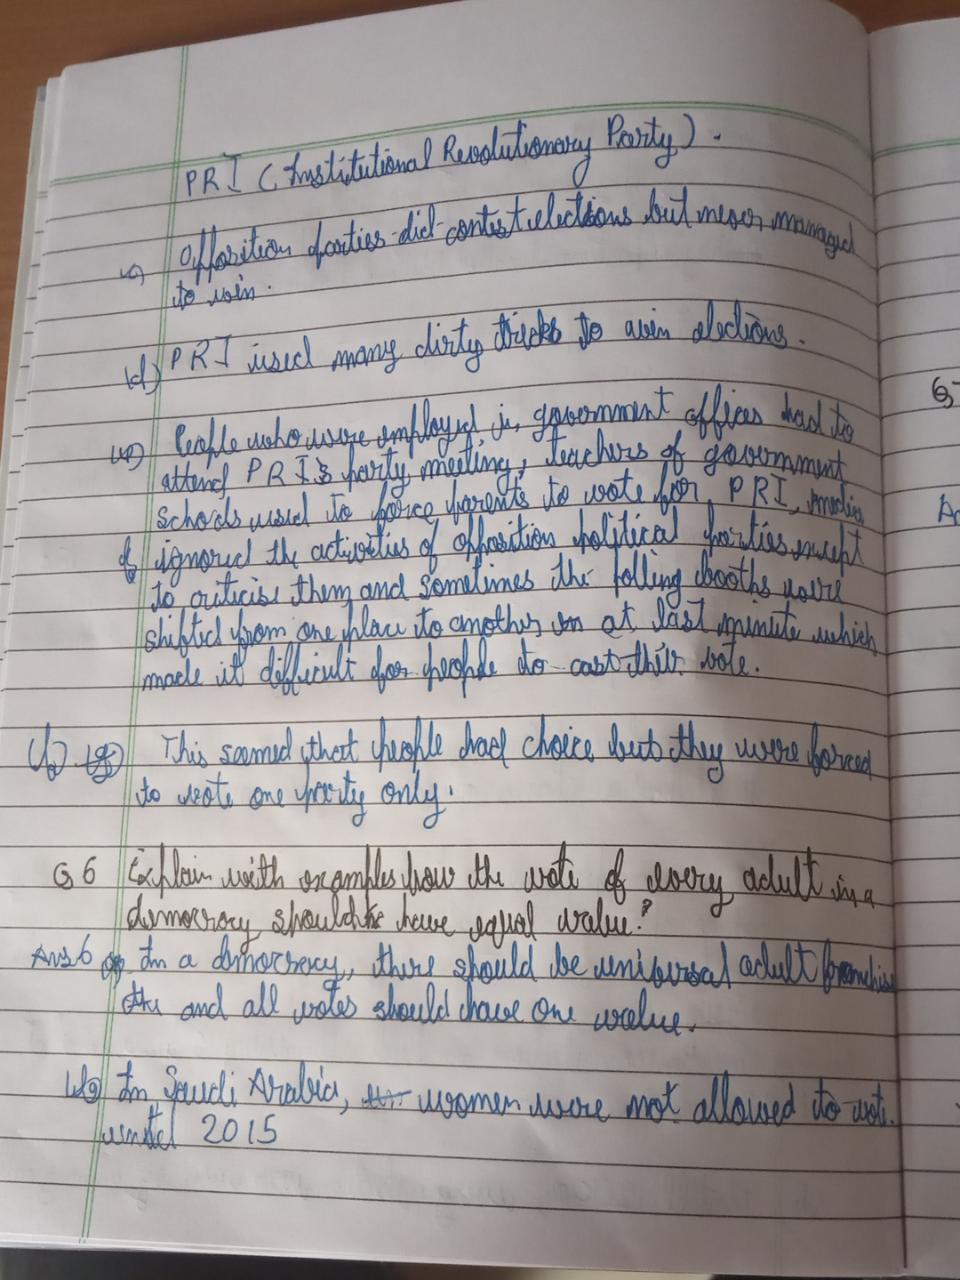 PRI (Institutional Revolutionary Party).
c) Opposition parties did contest elections but never managed
to win.
d) PRI used many dirty tricks to win elections.
People who were employed in government offices had to
attend PRI's party meeting, teachers of government
schools used to force parents to vote for PRI, media
ignored the activities of opposition political parties except
to criticise them and sometimes the polling booths were
shifted from one place to another at last minute which
made it difficult for people to cast their vote.
This seemed that people had choice but they were forced
to vote one party only.
Q 6 Explain with examples how the vote of every adult in a
democracy should have equal value?
Ans 6 In a democracy, there should be universal adult franchise
and all votes should have one value.
In Saudi Arabia, women were not allowed to vote
until 2015
Q
A